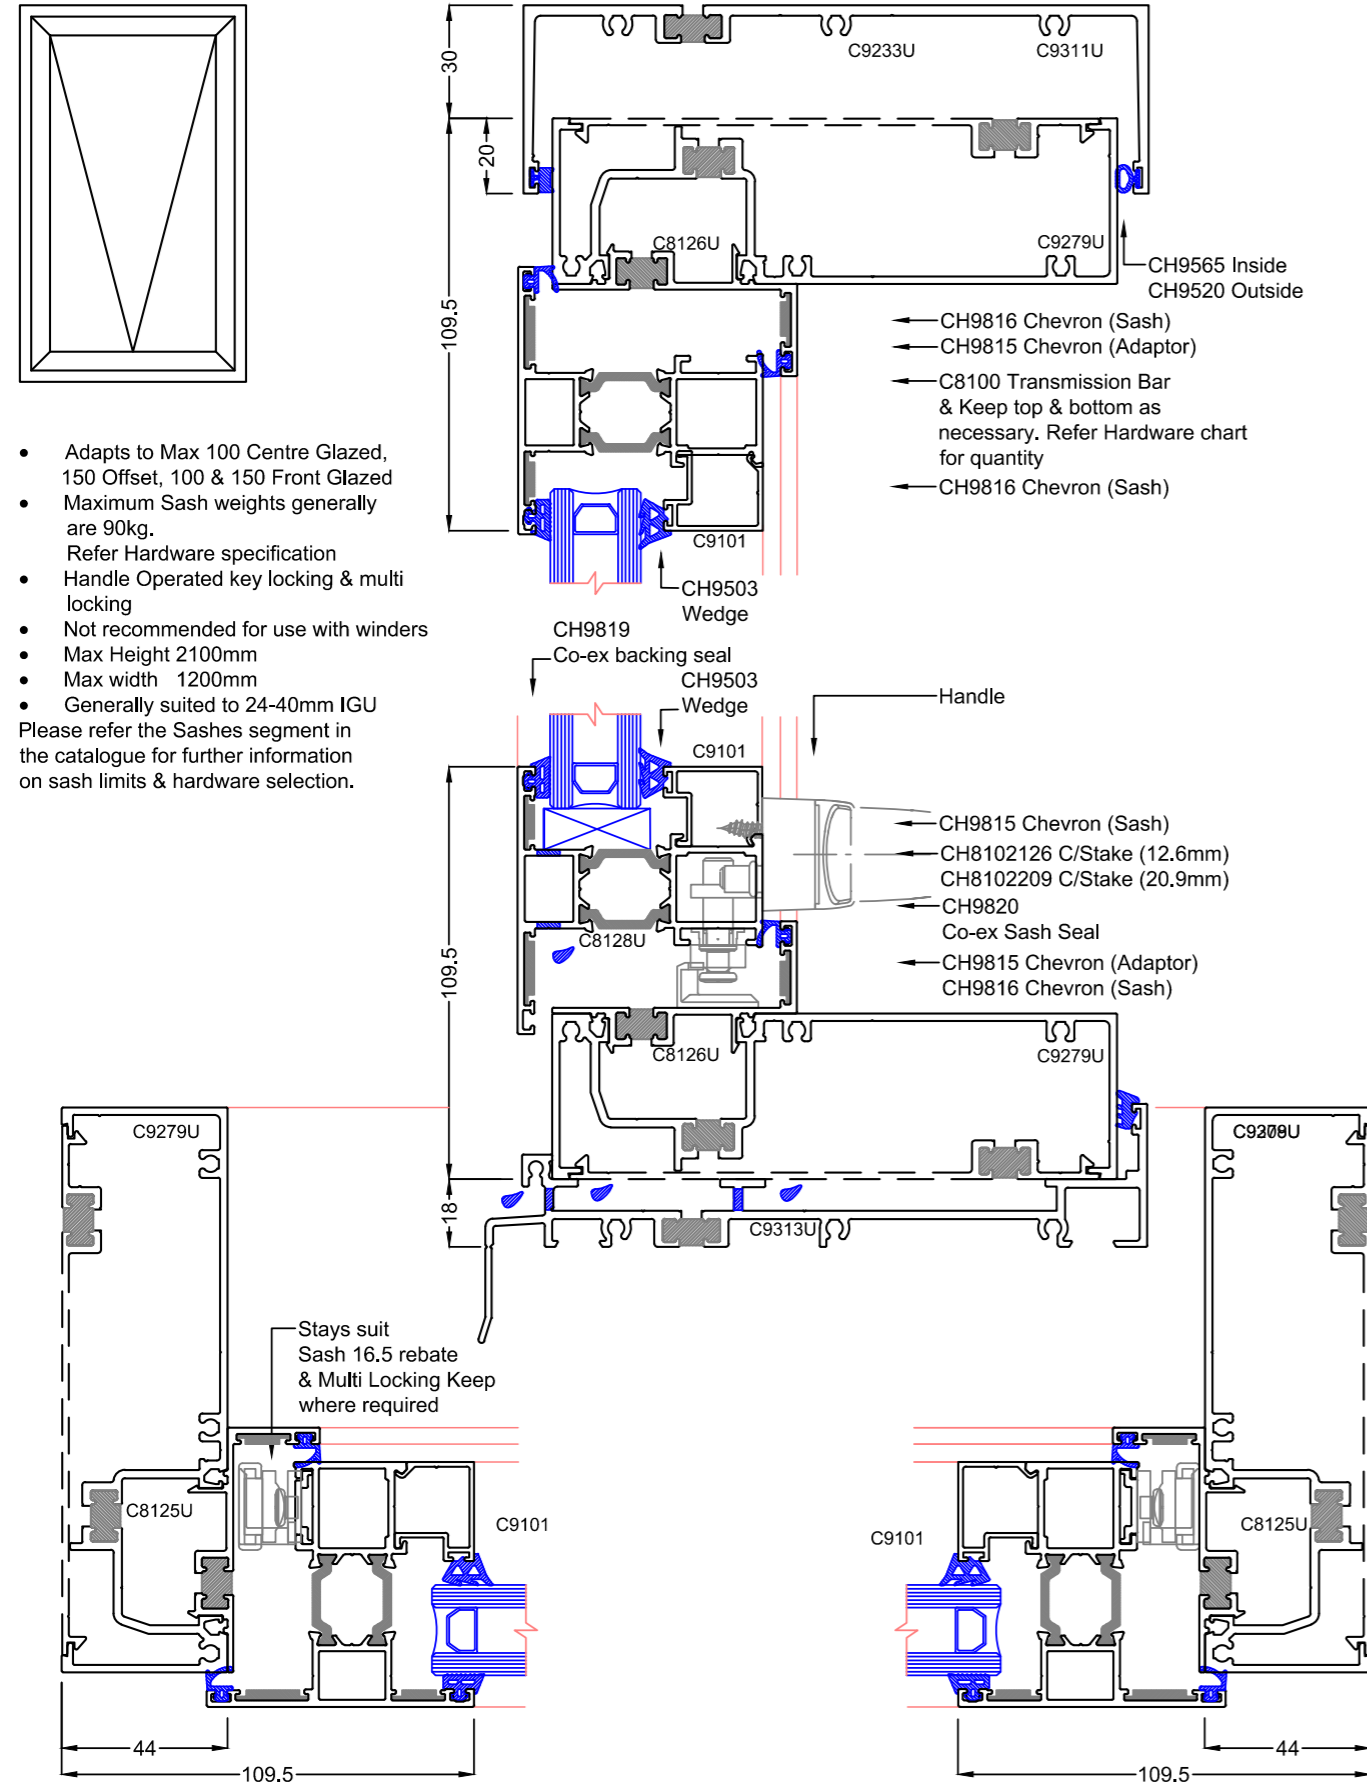 30
C9233U
C9311U
20
109.5
C8126U
C9279U
CH9565 Inside
CH9520 Outside
CH9816 Chevron (Sash)
CH9815 Chevron (Adaptor)
C8100 Transmission Bar
& Keep top & bottom as
necessary. Refer Hardware chart
for quantity
CH9816 Chevron (Sash)
C9101
CH9503
Wedge
• Adapts to Max 100 Centre Glazed,
150 Offset, 100 & 150 Front Glazed
• Maximum Sash weights generally
are 90kg.
Refer Hardware specification
• Handle Operated key locking & multi
locking
• Not recommended for use with winders
• Max Height 2100mm
• Max width 1200mm
• Generally suited to 24-40mm IGU
Please refer the Sashes segment in
the catalogue for further information
on sash limits & hardware selection.
CH9819
Co-ex backing seal
CH9503
Wedge
C9101
Handle
CH9815 Chevron (Sash)
CH8102126 C/Stake (12.6mm)
CH8102209 C/Stake (20.9mm)
CH9820
Co-ex Sash Seal
CH9815 Chevron (Adaptor)
CH9816 Chevron (Sash)
109.5
C8128U
C8126U
C9279U
18
C9313U
C9279U
Stays suit
Sash 16.5 rebate
& Multi Locking Keep
where required
C8125U
C9101
44
109.5
C9101
C8125U
44
109.5